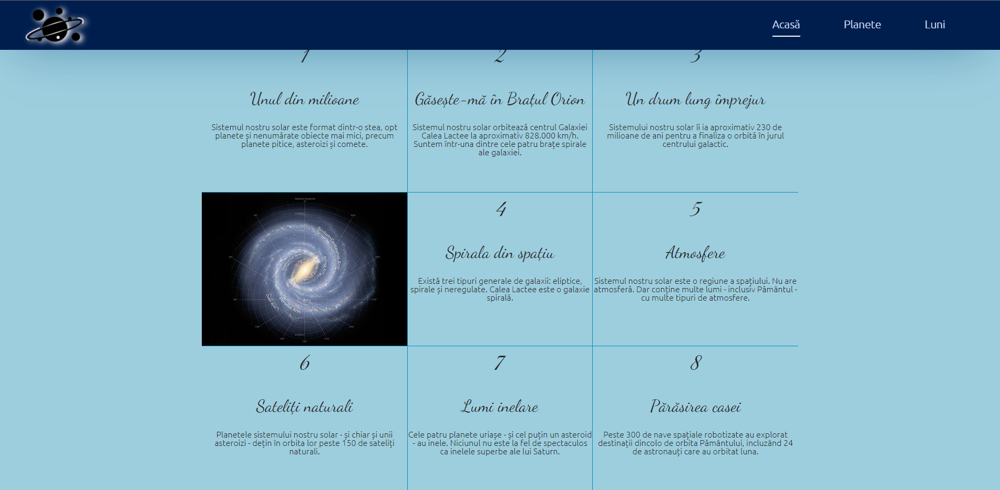 Acasă
Planete
Luni
1
2
3
Unul din milioane
Găsește-mă în Brațul Orion
Un drum lung împrejur
Sistemul nostru solar este format dintr-o stea, opt
planete și nenumărate obiecte mai mici, precum
planete pitice, asteroizi și comete.
Sistemul nostru solar orbitează centrul Galaxiei
Calea Lactee la aproximativ 828.000 km/h.
Suntem într-una dintre cele patru brațe spirale
ale galaxiei.
Sistemului nostru solar îi ia aproximativ 230 de
milioane de ani pentru a finaliza o orbită în jurul
centrului galactic.
Galactic Longitude
0°
Scutum-Centaurus Arm
Sagittarius Arm
Norma Arm
Perseus Arm
Outer Arm
4
Spirala din spațiu
Există trei tipuri generale de galaxii: eliptice,
spirale și neregulate. Calea Lactee este o galaxie
spirală.
5
Atmosfere
Sistemul nostru solar este o regiune a spațiului. Nu are
atmosferă. Dar conține multe lumi - inclusiv Pământul -
cu multe tipuri de atmosfere.
6
Sateliți naturali
Planetele sistemului nostru solar - și chiar și unii
asteroizi - dețin în orbita lor peste 150 de sateliți
naturali.
7
Lumi inelare
Cele patru planete uriașe - și cel puțin un asteroid
- au inele. Niciunul nu este la fel de spectaculos
ca inelele superbe ale lui Saturn.
8
Părăsirea casei
Peste 300 de nave spațiale robotizate au explorat
destinații dincolo de orbita Pământului, incluzând 24
de astronauți care au orbitat luna.